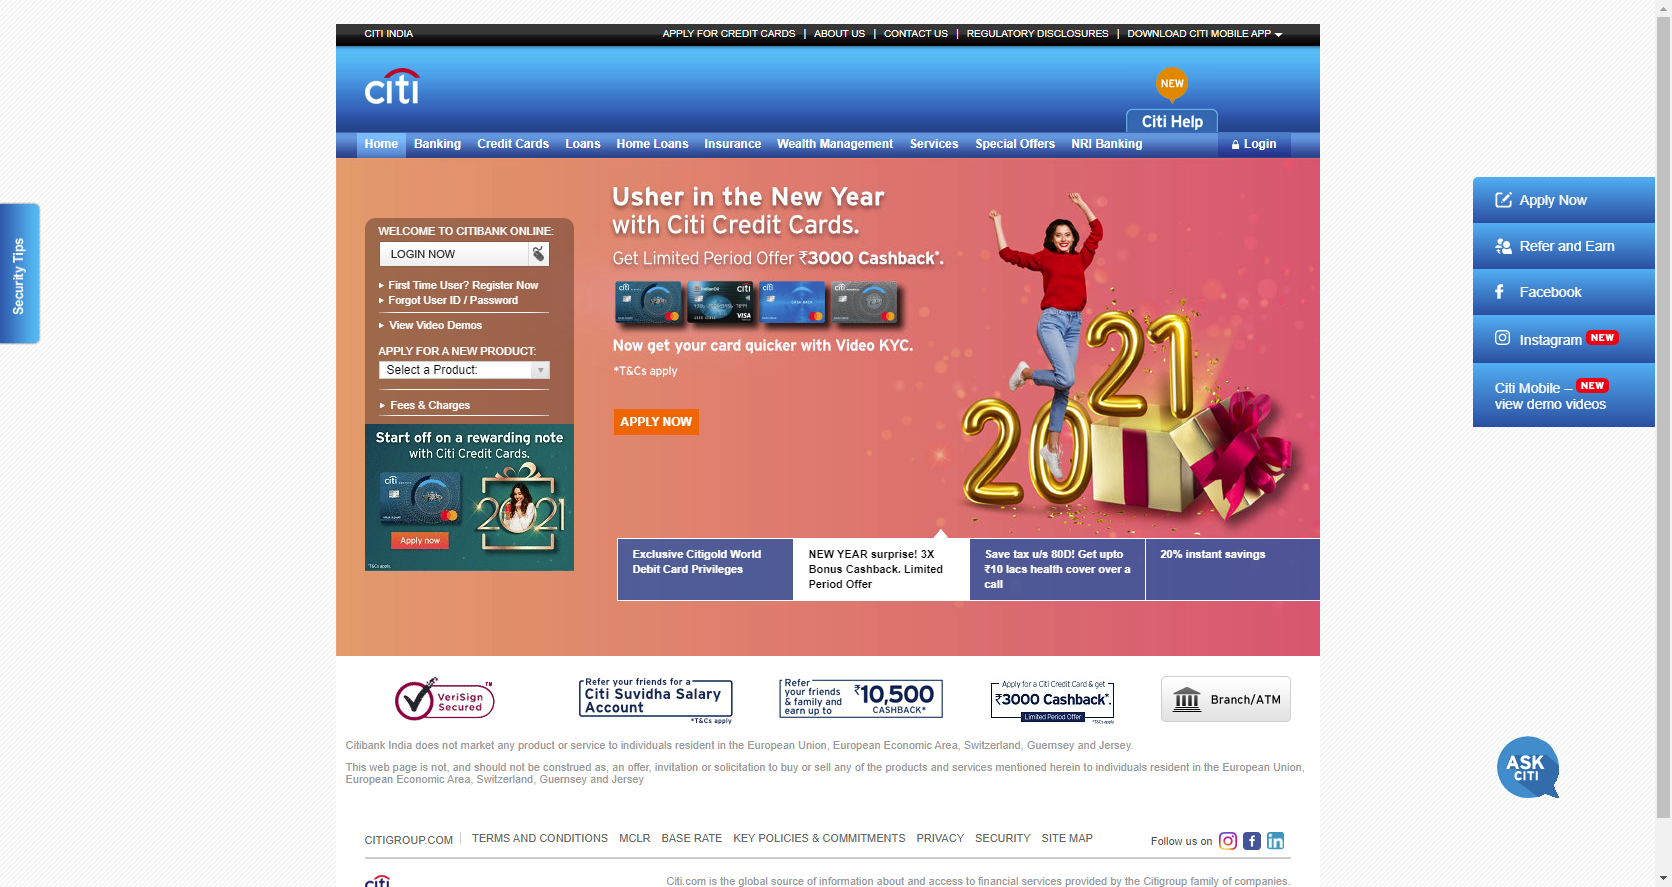 CITI INDIA
APPLY FOR CREDIT CARDS | ABOUT US | CONTACT US | REGULATORY DISCLOSURES | DOWNLOAD CITI MOBILE APP
citi
NEW
Citi Help
Home Banking Credit Cards Loans Home Loans Insurance Wealth Management Services Special Offers NRI Banking Login
Security Tips
WELCOME TO CITIBANK ONLINE:
LOGIN NOW
First Time User? Register Now
Forgot User ID / Password
View Video Demos
APPLY FOR A NEW PRODUCT:
Select a Product:
Fees & Charges
Start off on a rewarding note
with Citi Credit Cards.
citi
2021
Apply now
*T&Cs apply
Usher in the New Year
with Citi Credit Cards.
Get Limited Period Offer ₹3000 Cashback*.
citi
IndianOil citi
VISA
citi CASH BACK
citi
Now get your card quicker with Video KYC.
*T&Cs apply
APPLY NOW
2021
Exclusive Citigold World
Debit Card Privileges
NEW YEAR surprise! 3X
Bonus Cashback. Limited
Period Offer
Save tax u/s 80D! Get upto
₹10 lacs health cover over a
call
20% instant savings
Apply Now
Refer and Earn
Facebook
Instagram NEW
Citi Mobile – NEW
view demo videos
VeriSign™
Secured
Refer your friends for a
Citi Suvidha Salary
Account
*T&Cs apply
Refer
your friends
& family and
earn up to
₹10,500
CASHBACK*
Apply for a Citi Credit Card & get
₹3000 Cashback*.
Limited Period Offer
*T&Cs apply
Branch/ATM
Citibank India does not market any product or service to individuals resident in the European Union, European Economic Area, Switzerland, Guernsey and Jersey.
This web page is not, and should not be construed as, an offer, invitation or solicitation to buy or sell any of the products and services mentioned herein to individuals resident in the European Union,
European Economic Area, Switzerland, Guernsey and Jersey
ASK
CITI
CITIGROUP.COM | TERMS AND CONDITIONS MCLR BASE RATE KEY POLICIES & COMMITMENTS PRIVACY SECURITY SITE MAP
Follow us on
citi
Citi.com is the global source of information about and access to financial services provided by the Citigroup family of companies.